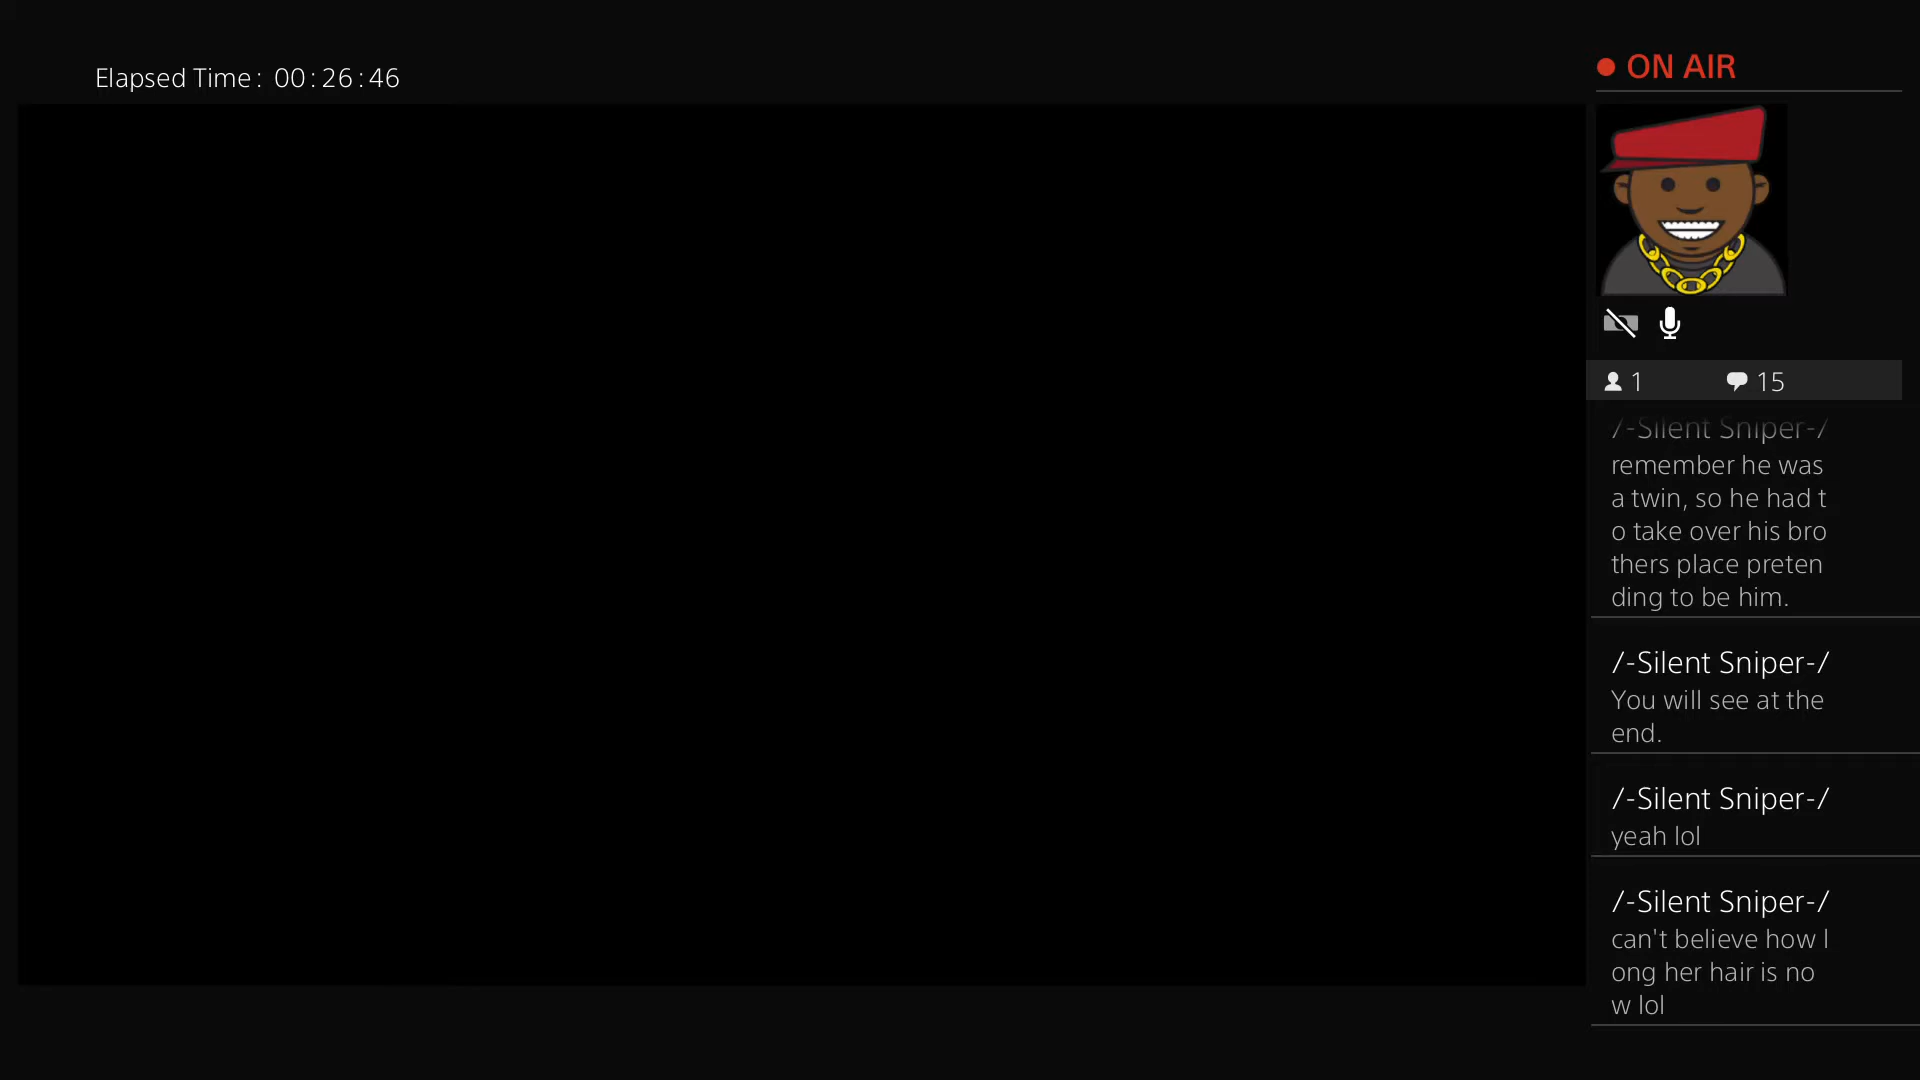 Elapsed Time: 00:26:46
ON AIR
1 15
/-Silent Sniper-/
remember he was
a twin, so he had t
o take over his bro
thers place preten
ding to be him.
/-Silent Sniper-/
You will see at the
end.
/-Silent Sniper-/
yeah lol
/-Silent Sniper-/
can't believe how l
ong her hair is no
w lol